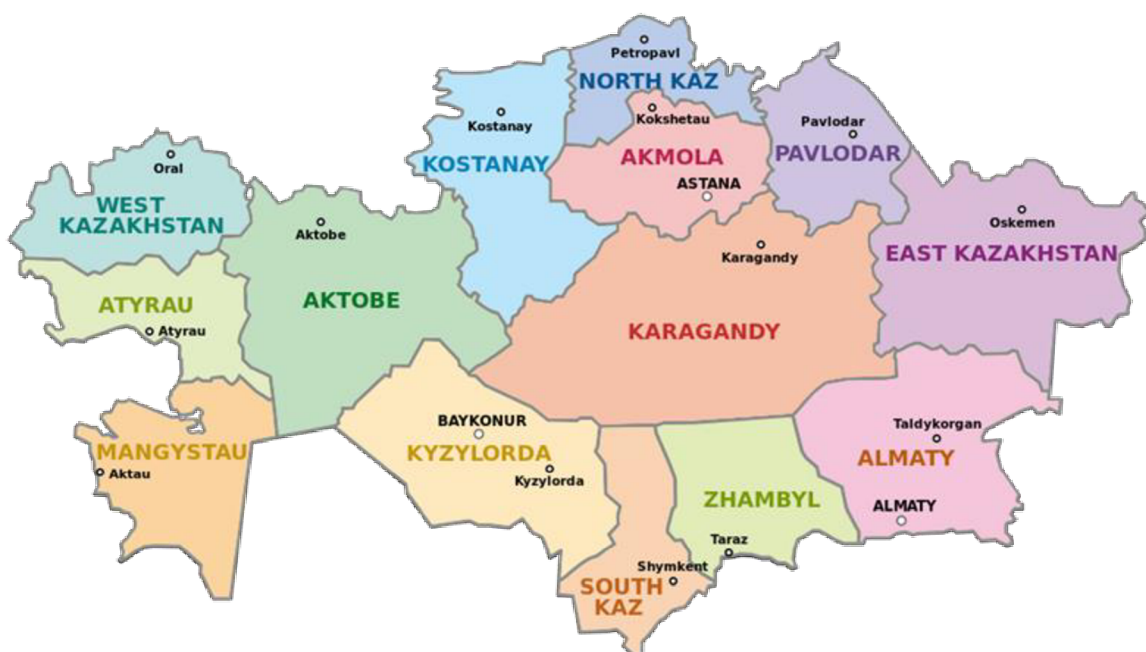 Petropavl
NORTH KAZ
Kostanay
Kokshetau
Pavlodar
KOSTANAY
AKMOLA
PAVLODAR
ASTANA
Oral
WEST
KAZAKHSTAN
Aktobe
Oskemen
Karagandy
EAST KAZAKHSTAN
ATYRAU
Atyrau
AKTOBE
KARAGANDY
BAYKONUR
KYZYLORDA
Kyzylorda
MANGYSTAU
Aktau
Taldykorgan
ALMATY
ALMATY
ZHAMBYL
Taraz
Shymkent
SOUTH
KAZ